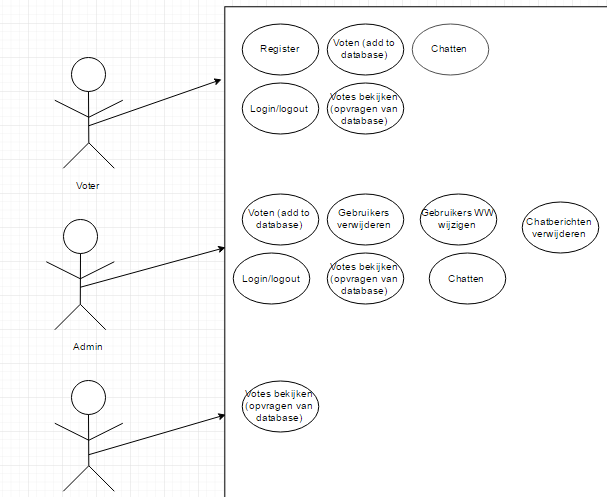 Register
Voten (add to
database)
Chatten
Login/logout
Votes bekijken
(opvragen van
database)
Voter
Voten (add to
database)
Gebruikers
verwijderen
Gebruikers WW
wijzigen
Chatberichten
verwijderen
Login/logout
Votes bekijken
(opvragen van
database)
Chatten
Admin
Votes bekijken
(opvragen van
database)